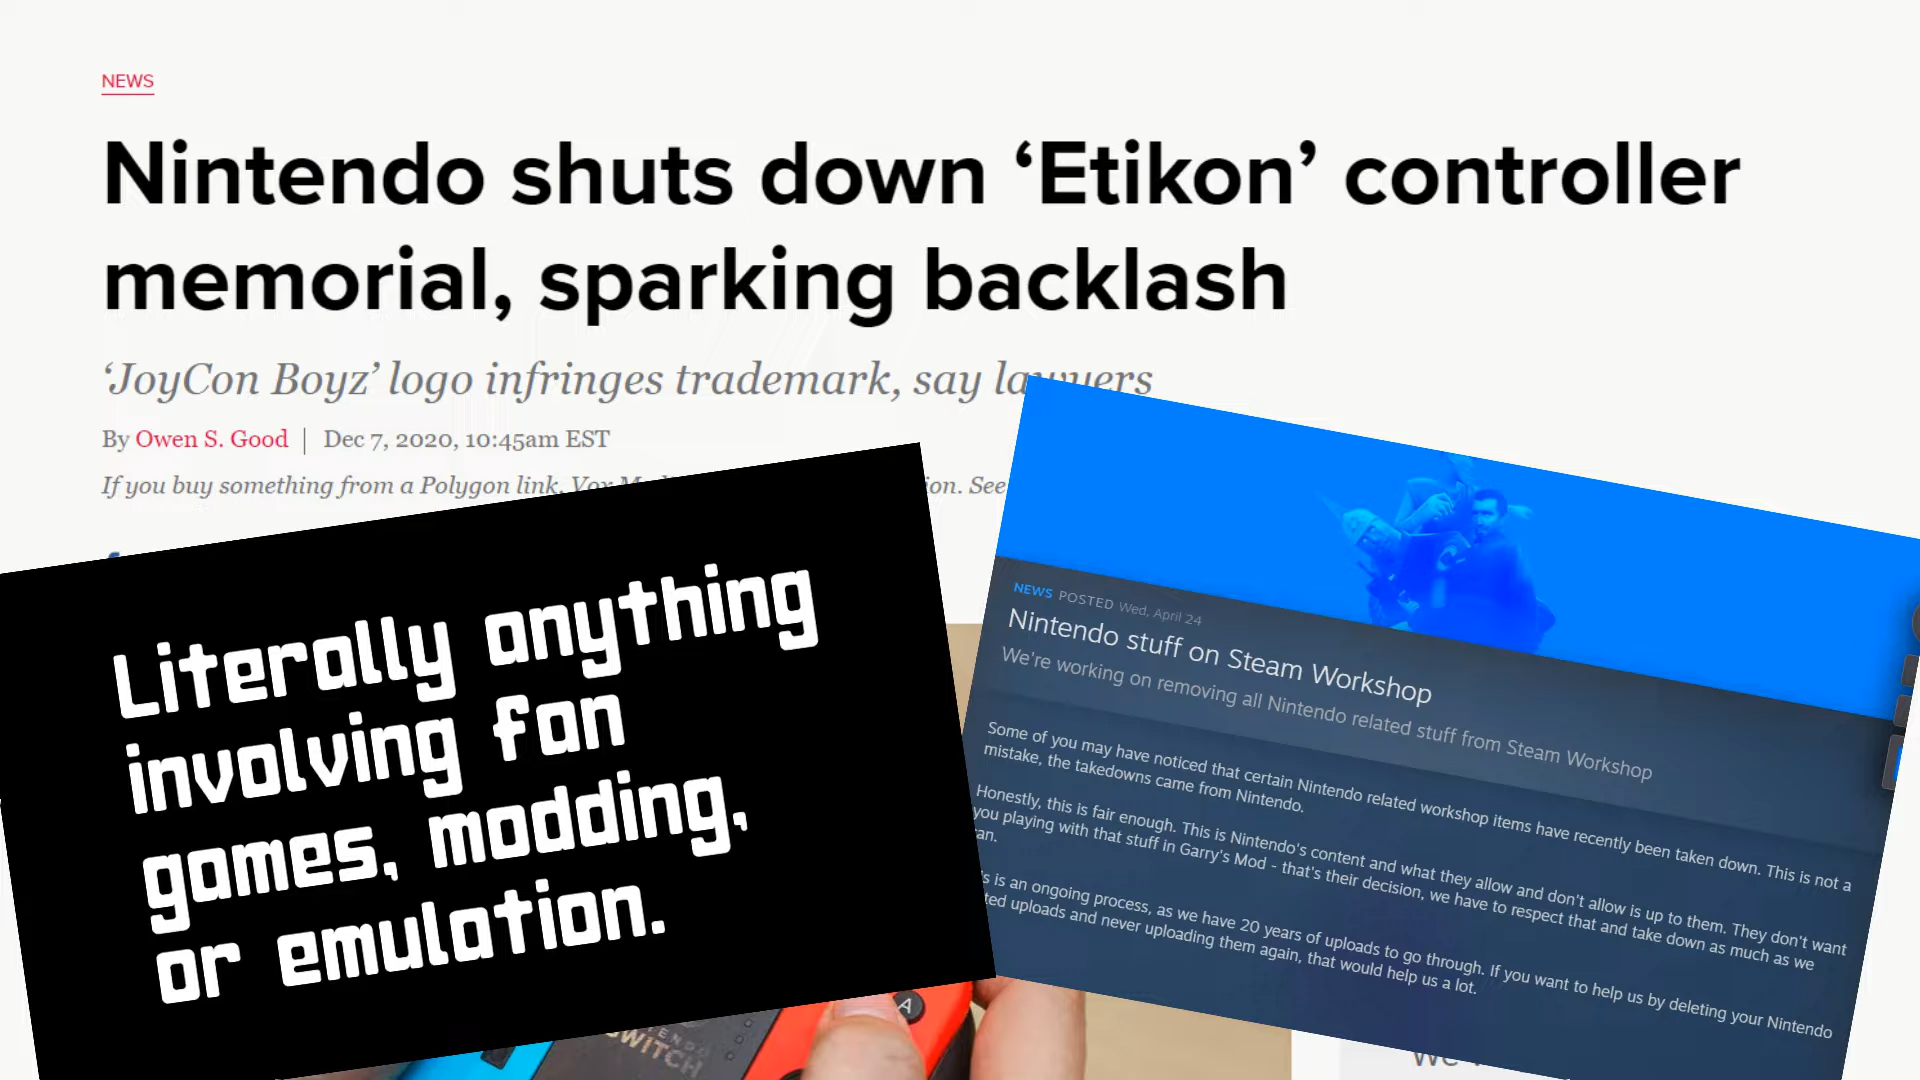 NEWS
Nintendo shuts down ‘Etikon’ controller
memorial, sparking backlash
‘JoyCon Boyz’ logo infringes trademark, say lawyers
By Owen S. Good | Dec 7, 2020, 10:45am EST
If you buy something from a Polygon link, Vox See
Literally anything
involving fan
games, modding,
or emulation.
NEWS POSTED Wed, April 24
Nintendo stuff on Steam Workshop
We're working on removing all Nintendo related stuff from Steam Workshop
Some of you may have noticed that certain Nintendo related workshop items have recently been taken down. This is not a
mistake, the takedowns came from Nintendo.
Honestly, this is fair enough. This is Nintendo's content and what they allow and don't allow is up to them. They don't want
you playing with that stuff in Garry's Mod - that's their decision, we have to respect that and take down as much as we
is an ongoing process, as we have 20 years of uploads to go through. If you want to help us by deleting your Nintendo
uploads and never uploading them again, that would help us a lot.
A
SWITCH